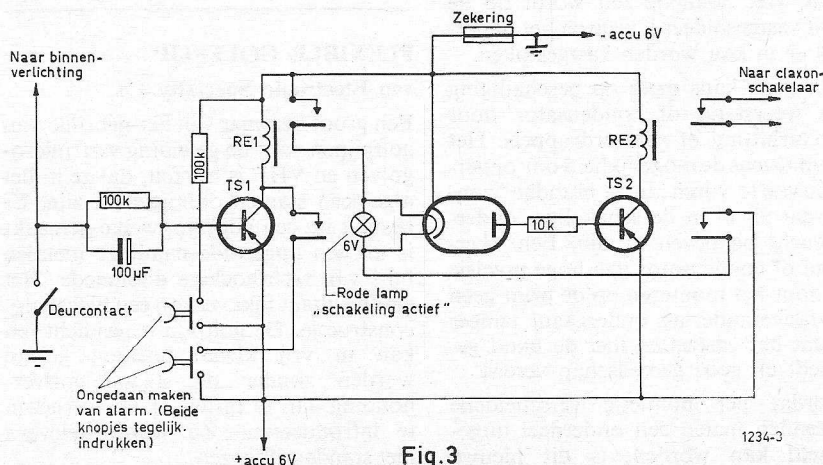 Zekering
- accu 6V
Naar binnen-
verlichting
Naar claxon-
schakelaar
RE1
RE2
100k
TS1
TS2
100k
100µF
6V
10k
Rode lamp
„schakeling actief"
Deurcontact
Ongedaan maken
van alarm. (Beide
knopjes tegelijk.
indrukken)
+accu 6V
Fig.3
1234-3